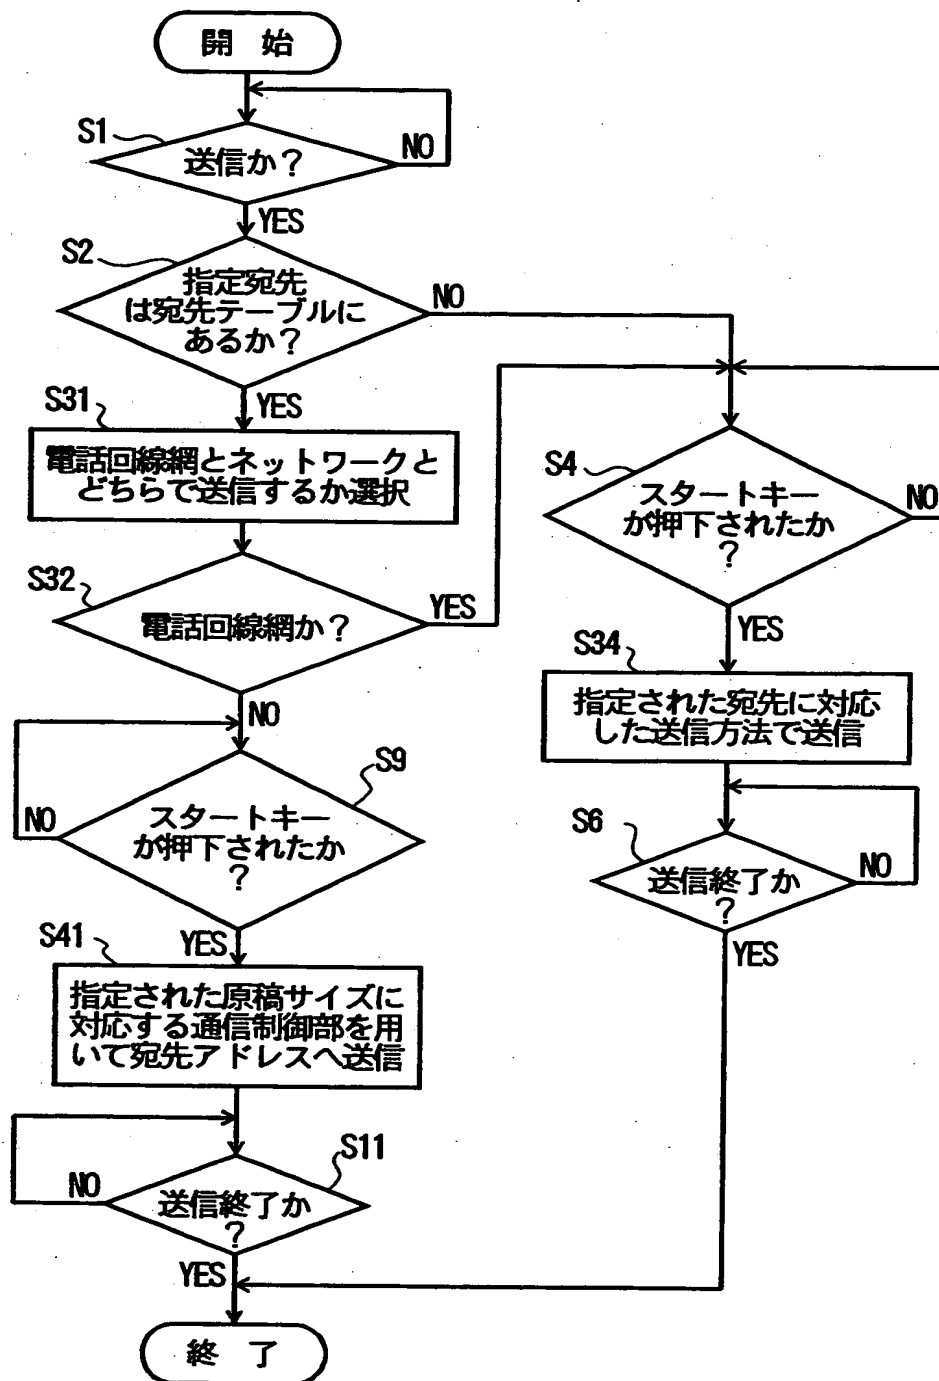 開 始
S1
送信か？
NO
YES
S2
指定宛先
は宛先テーブルに
あるか？
NO
YES
S31
電話回線網とネットワークと
どちらで送信するか選択
S32
電話回線網か？
YES
NO
S9
スタートキー
が押下されたか
？
NO
YES
S41
指定された原稿サイズに
対応する通信制御部を用
いて宛先アドレスへ送信
S11
送信終了か
？
NO
YES
S4
スタートキー
が押下されたか
？
NO
YES
S34
指定された宛先に対応
した送信方法で送信
S6
送信終了か
？
NO
YES
終 了